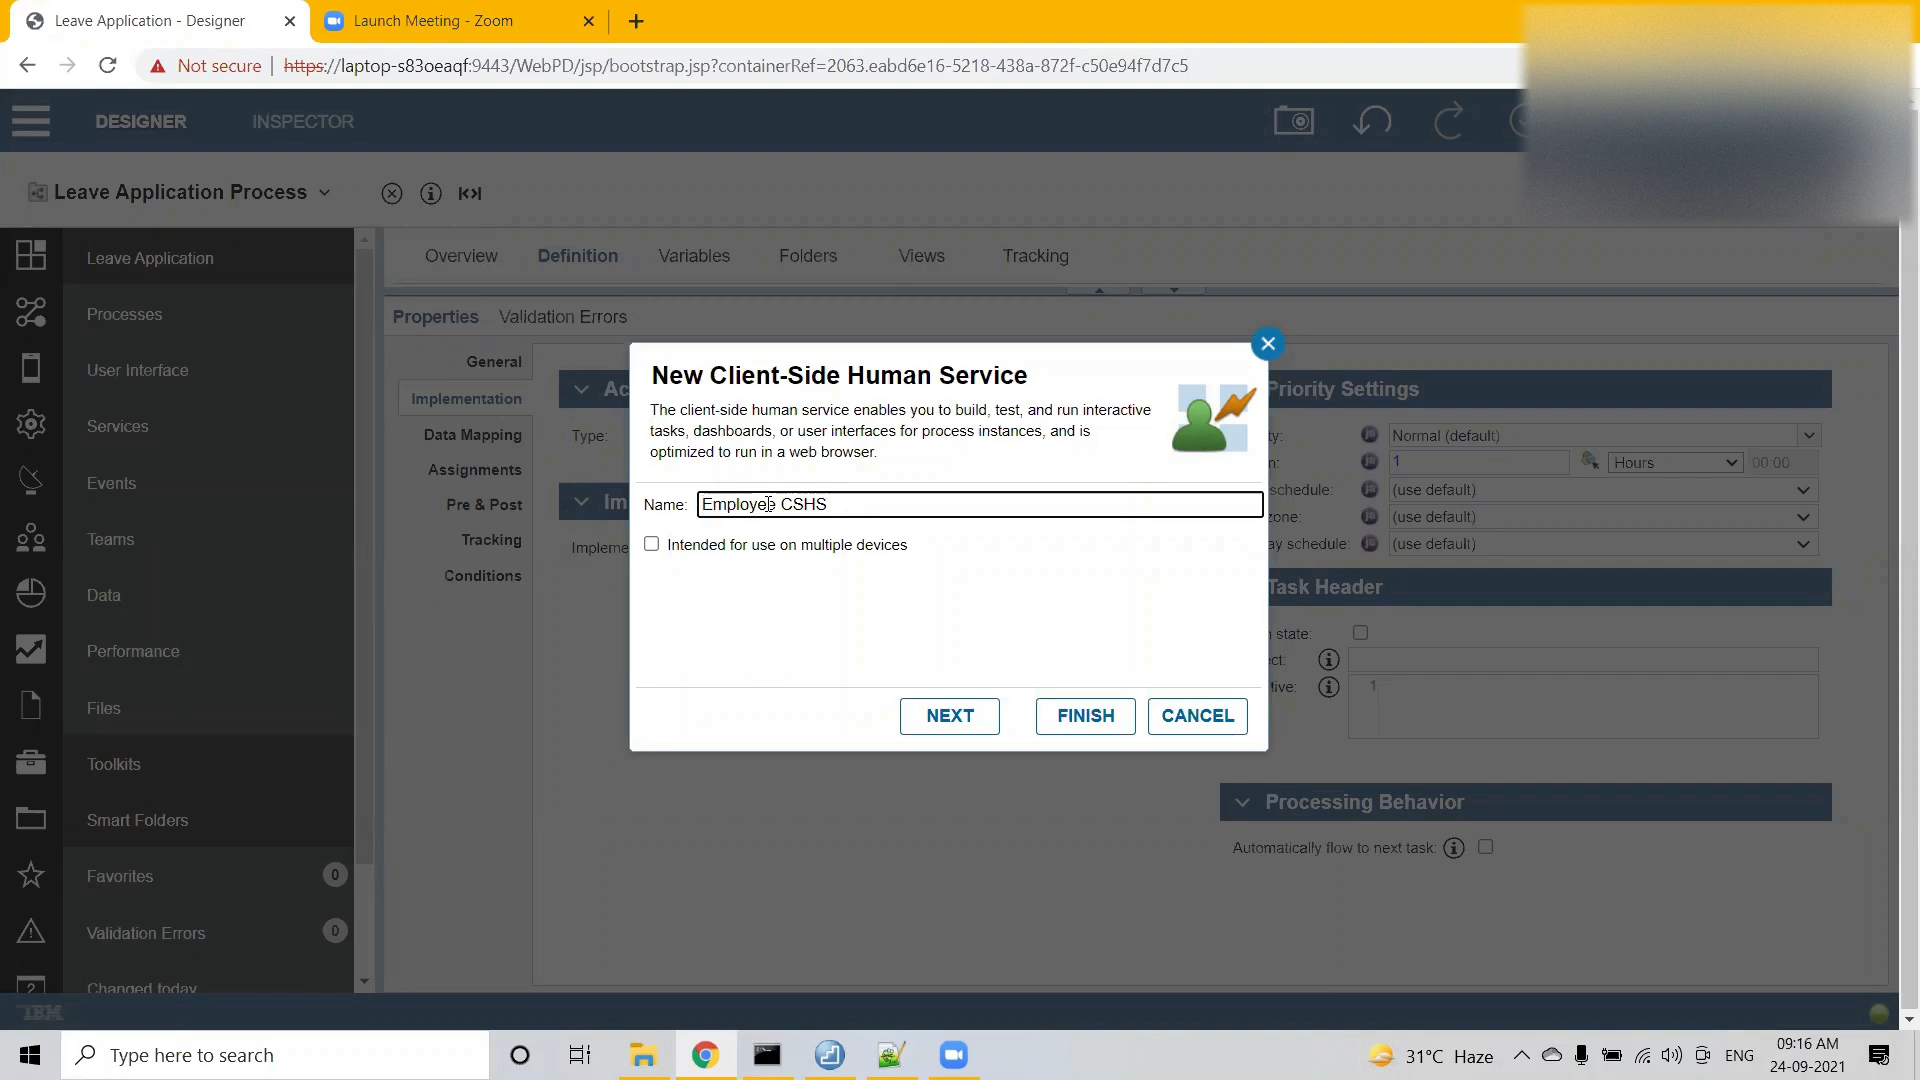 Leave Application - Designer
Launch Meeting - Zoom
Not secure
https://laptop-s83oeaqf:9443/WebPD/jsp/bootstrap.jsp?containerRef=2063.eabd6e16-5218-438a-872f-c50e94f7d7c5
DESIGNER
INSPECTOR
Leave Application Process
Leave Application
Processes
User Interface
Services
Events
Teams
Data
Performance
Files
Toolkits
Smart Folders
Favorites 0
Validation Errors 0
Changed today
Overview Definition Variables Folders Views Tracking
Properties Validation Errors
General
Implementation
Data Mapping
Assignments
Pre & Post
Tracking
Conditions
Type:
New Client-Side Human Service
The client-side human service enables you to build, test, and run interactive
tasks, dashboards, or user interfaces for process instances, and is
optimized to run in a web browser.
Name: Employee CSHS
Intended for use on multiple devices
NEXT FINISH CANCEL
Priority Settings
Normal (default)
1 Hours 00:00
schedule: (use default)
(use default)
schedule: (use default)
Task Header
state:
1
Processing Behavior
Automatically flow to next task:
IBM
Type here to search
31°C Haze
ENG
09:16 AM
24-09-2021